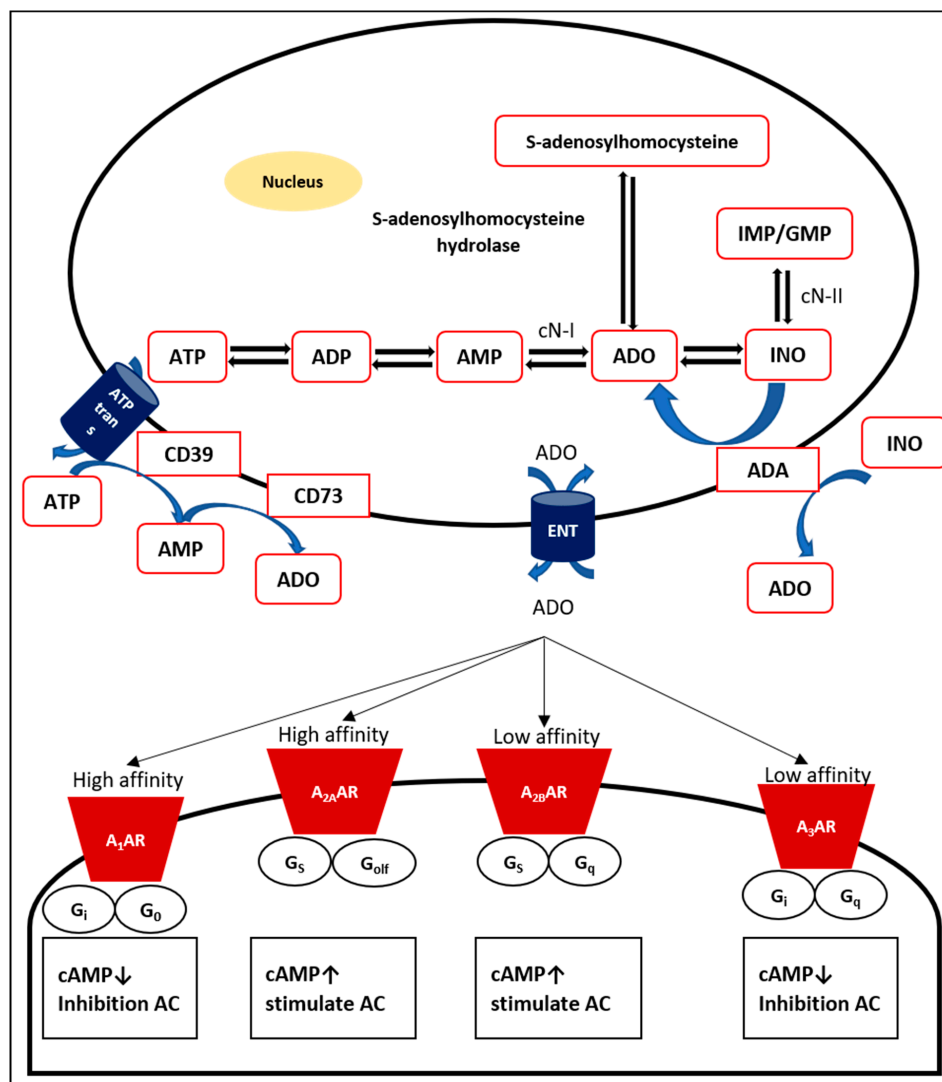 S-adenosylhomocysteine
Nucleus
S-adenosylhomocysteine
hydrolase
IMP/GMP
cN-II
cN-I
ATP
ADP
AMP
ADO
INO
ATP
tran
s
CD39
CD73
ADO
ENT
ADA
INO
ATP
AMP
ADO
ADO
ADO
High affinity
High affinity
Low affinity
Low affinity
A₁AR
A₂ₐAR
A₂ʙAR
A₃AR
Gᵢ
G₀
Gₛ
Gₒₗf
Gₛ
Gq
Gᵢ
Gq
cAMP↓
Inhibition AC
cAMP↑
stimulate AC
cAMP↑
stimulate AC
cAMP↓
Inhibition AC